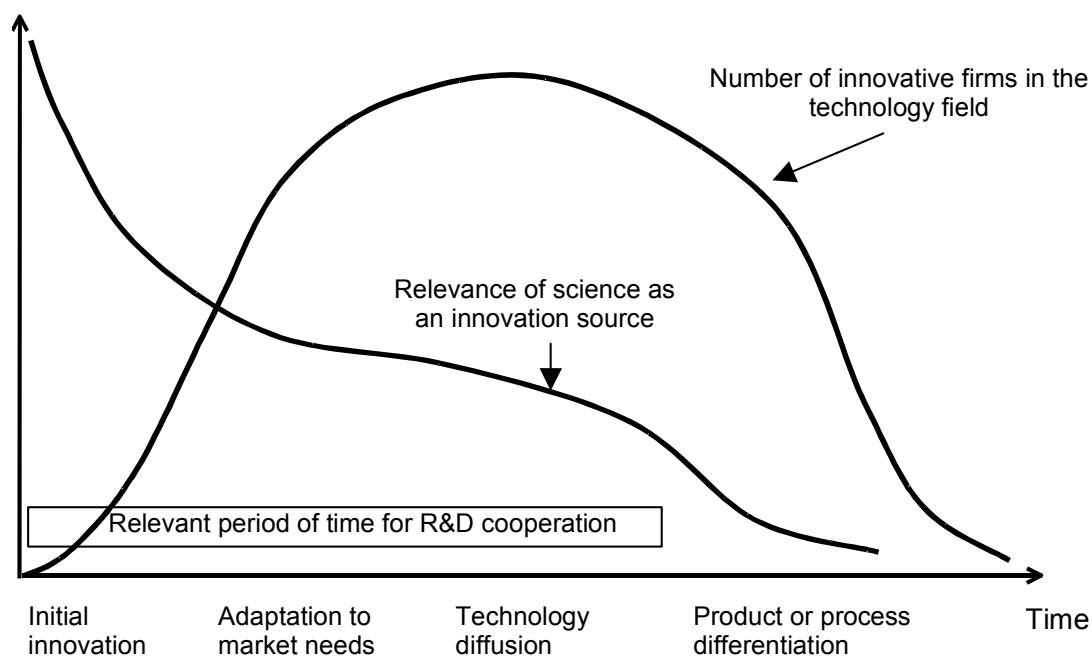 Number of innovative firms in the
technology field
Relevance of science as
an innovation source
Relevant period of time for R&D cooperation
Initial
innovation
Adaptation to
market needs
Technology
diffusion
Product or process
differentiation
Time